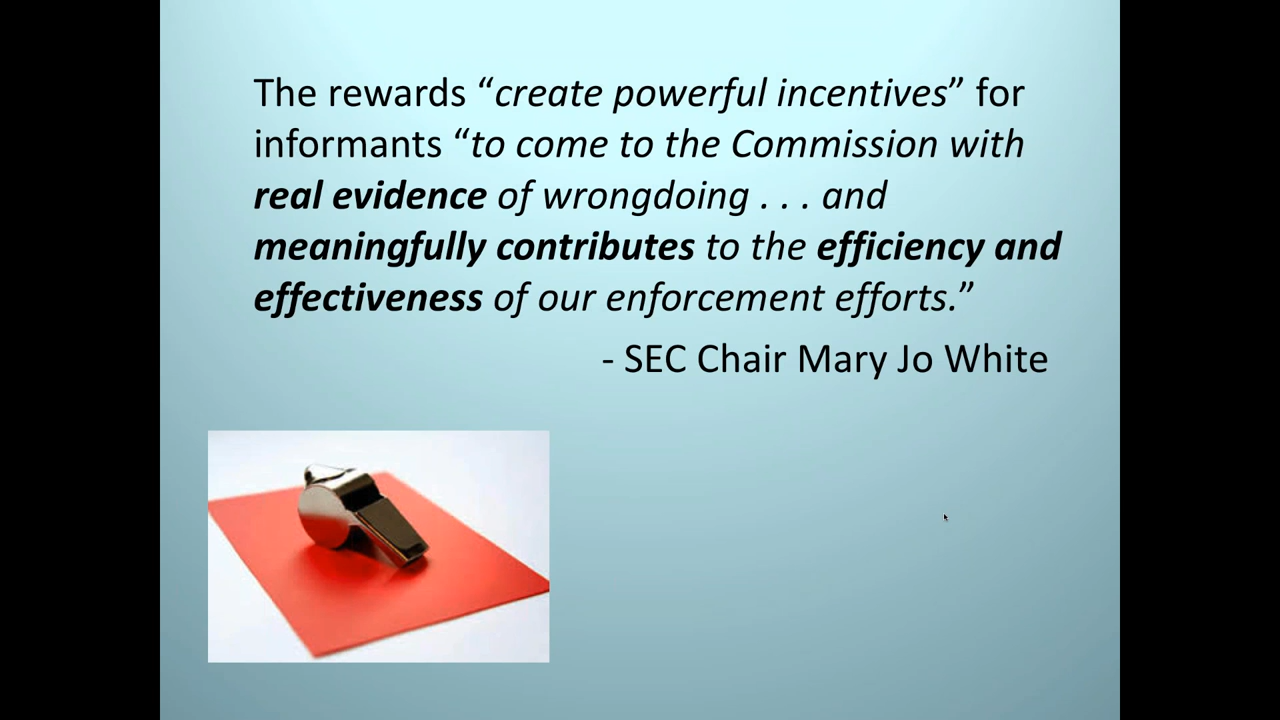 The rewards “create powerful incentives” for
informants “to come to the Commission with
real evidence of wrongdoing . . . and
meaningfully contributes to the efficiency and
effectiveness of our enforcement efforts.”
- SEC Chair Mary Jo White